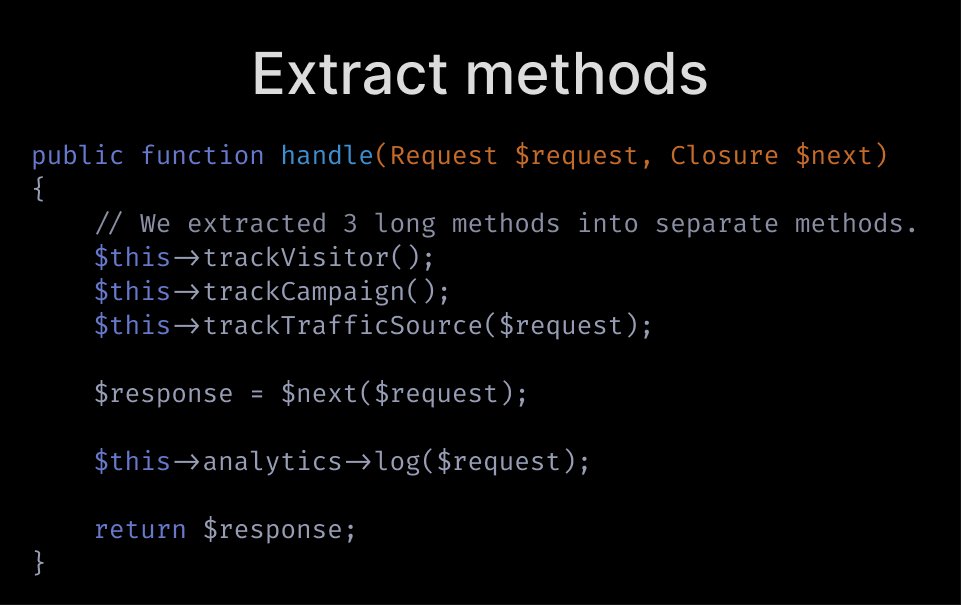 Extract methods
public function handle(Request $request, Closure $next)
{
    // We extracted 3 long methods into separate methods.
    $this->trackVisitor();
    $this->trackCampaign();
    $this->trackTrafficSource($request);

    $response = $next($request);

    $this->analytics->log($request);

    return $response;
}